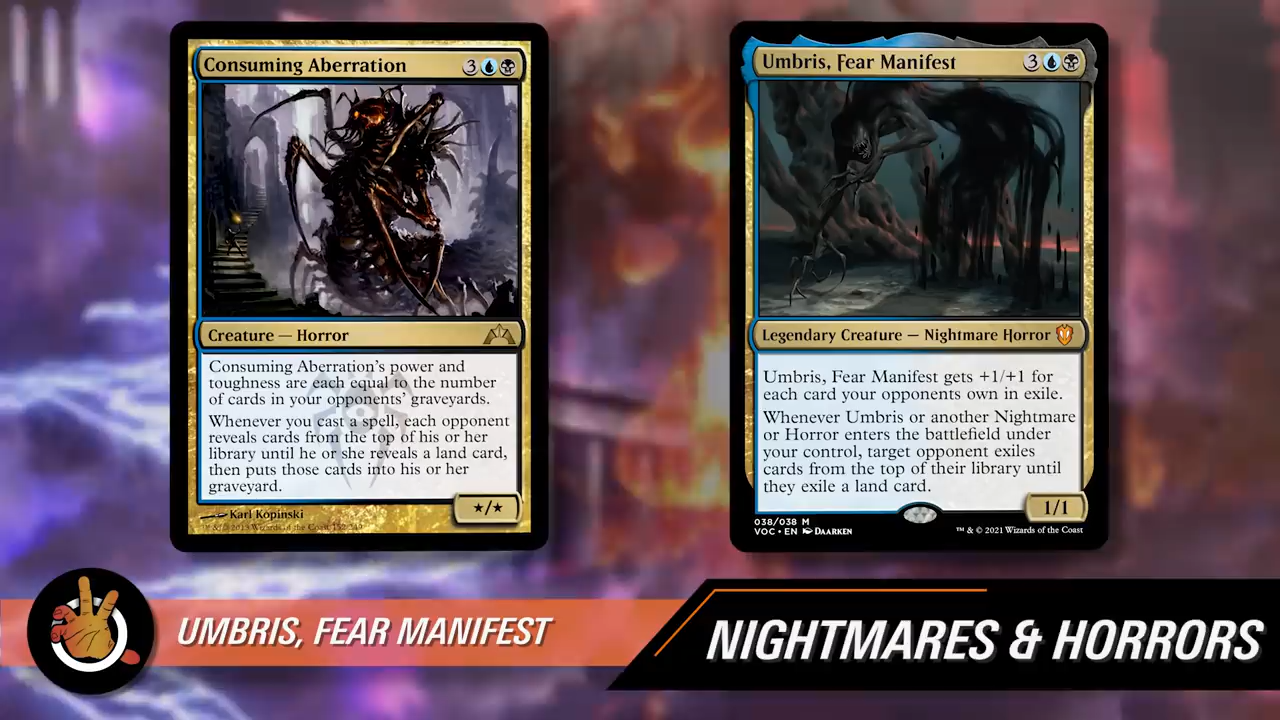 Consuming Aberration 3
Creature — Horror
Consuming Aberration's power and
toughness are each equal to the number
of cards in your opponents' graveyards.
Whenever you cast a spell, each opponent
reveals cards from the top of his or her
library until he or she reveals a land card,
then puts those cards into his or her
graveyard.
★/★
Karl Kopinski
Umbris, Fear Manifest 3
Legendary Creature — Nightmare Horror
Umbris, Fear Manifest gets +1/+1 for
each card your opponents own in exile.
Whenever Umbris or another Nightmare
or Horror enters the battlefield under
your control, target opponent exiles
cards from the top of their library until
they exile a land card.
1/1
038/038 M
VOC • EN DAARKEN
™ & © 2021 Wizards of the Coast
UMBRIS, FEAR MANIFEST
NIGHTMARES & HORRORS